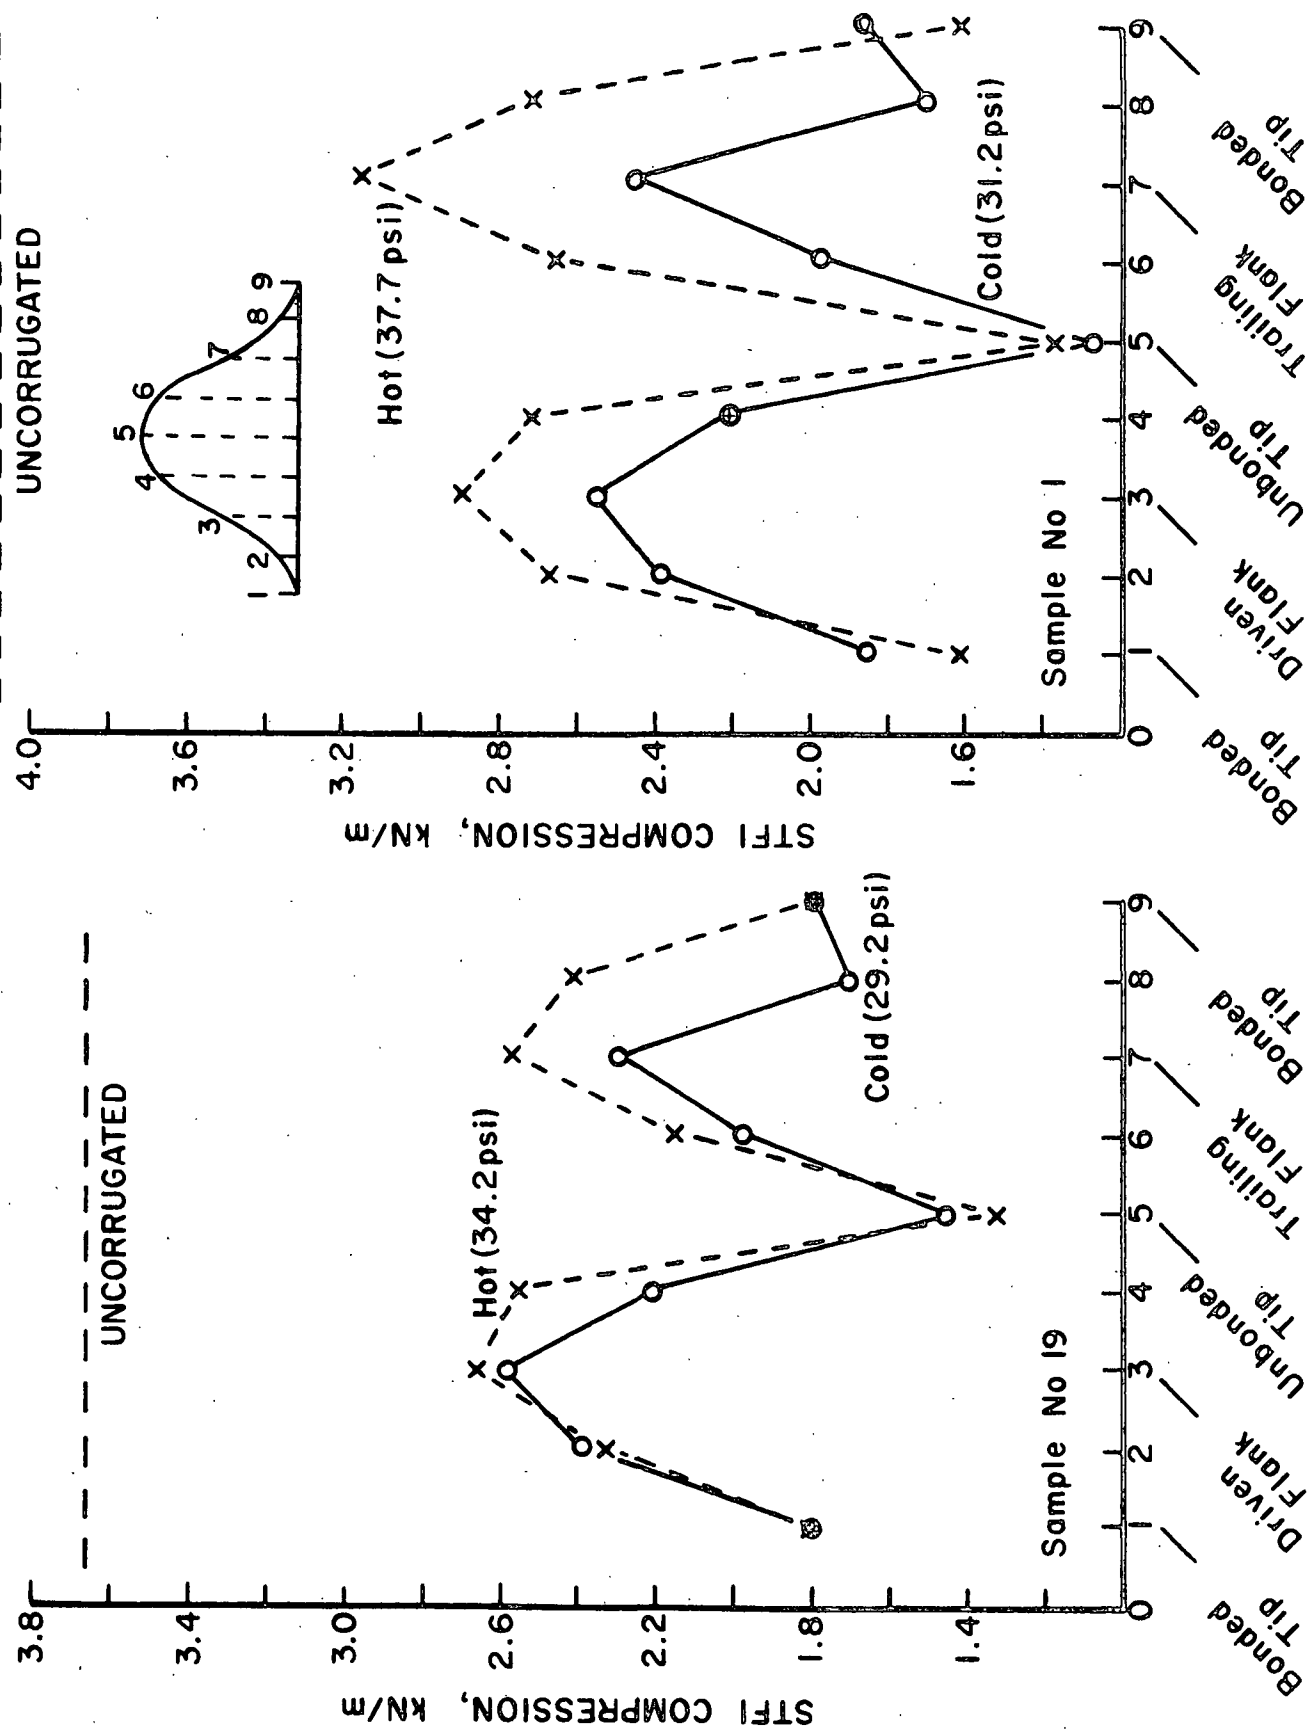 STFI COMPRESSION, kN/m
3.8
3.4
3.0
2.6
2.2
1.8
1.4
UNCORRUGATED
Hot (34.2 psi)
Cold (29.2 psi)
Sample No 19
0 1 2 3 4 5 6 7 8 9
Bonded Tip / Driven Flank / Unbonded Tip / Trailing Flank / Bonded Tip /
STFI COMPRESSION, kN/m
4.0
3.6
3.2
2.8
2.4
2.0
1.6
UNCORRUGATED
1 2 3 4 5 6 7 8 9
Hot (37.7 psi)
Cold (31.2 psi)
Sample No 1
0 1 2 3 4 5 6 7 8 9
Bonded Tip / Driven Flank / Unbonded Tip / Trailing Flank / Bonded Tip /